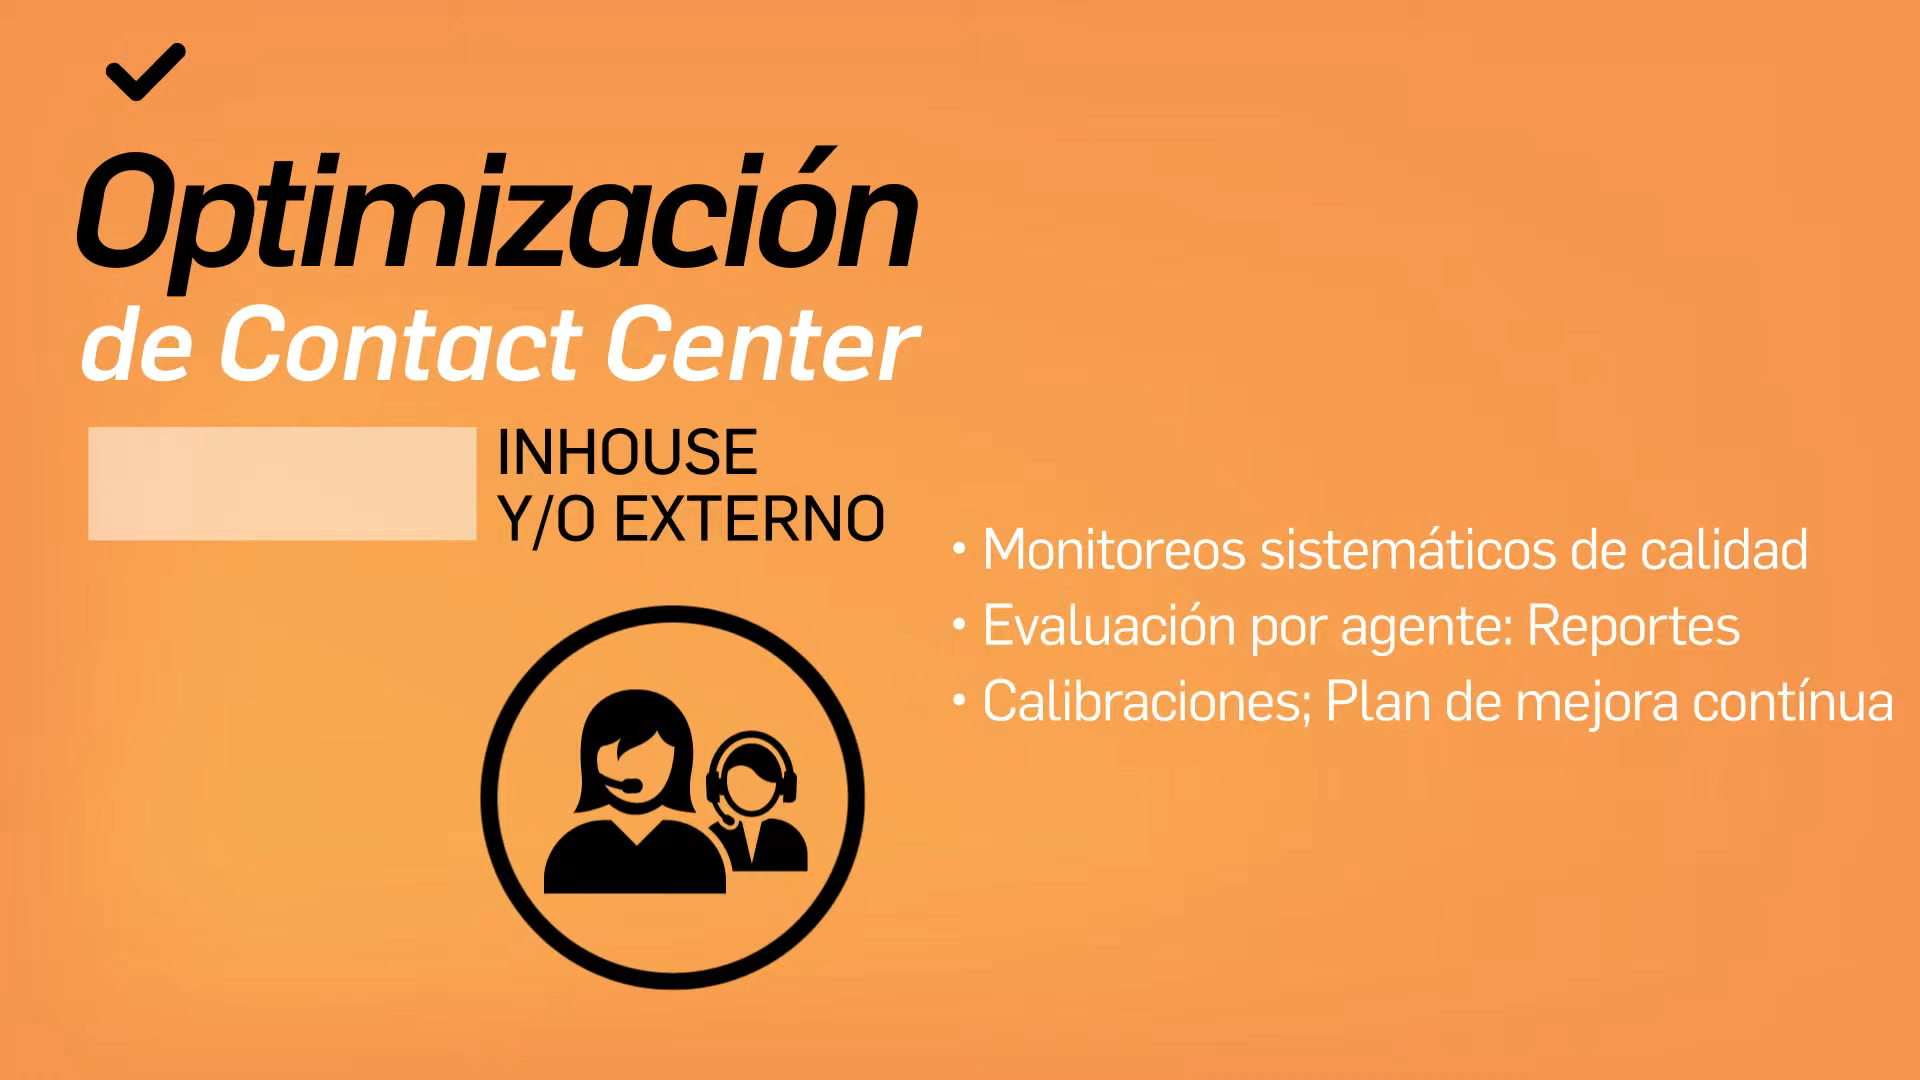 Optimización
de Contact Center
INHOUSE
Y/O EXTERNO
• Monitoreos sistemáticos de calidad
• Evaluación por agente: Reportes
• Calibraciones; Plan de mejora contínua